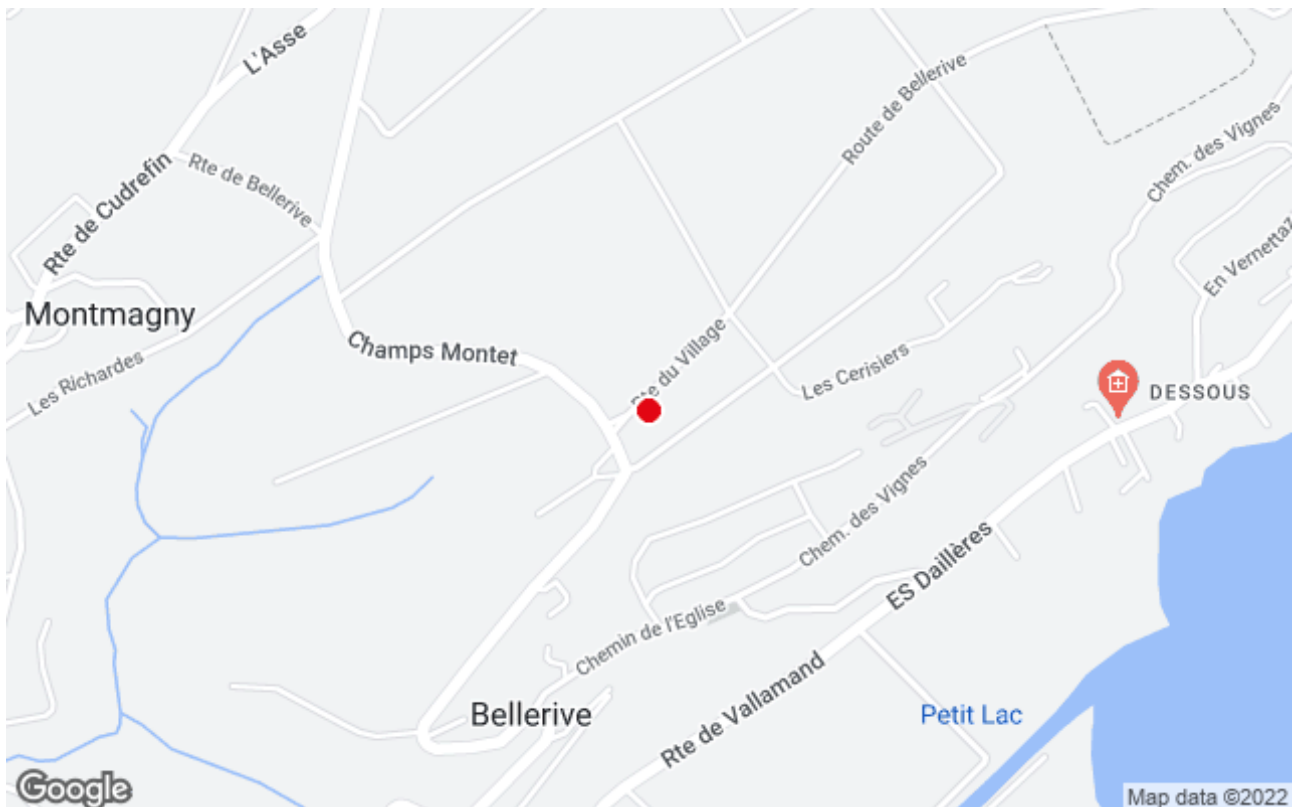 L'Asse
Route de Bellerive
Rte de Bellerive
Chem. des Vignes
Rte de Cudrefin
En Vernettaz
Montmagny
Champs Montet
Rte du Village
Les Richardes
Les Cerisiers
DESSOUS
Chem. des Vignes
ES Daillères
Chemin de l'Eglise
Rte de Vallamand
Bellerive
Petit Lac
Google
Map data ©2022